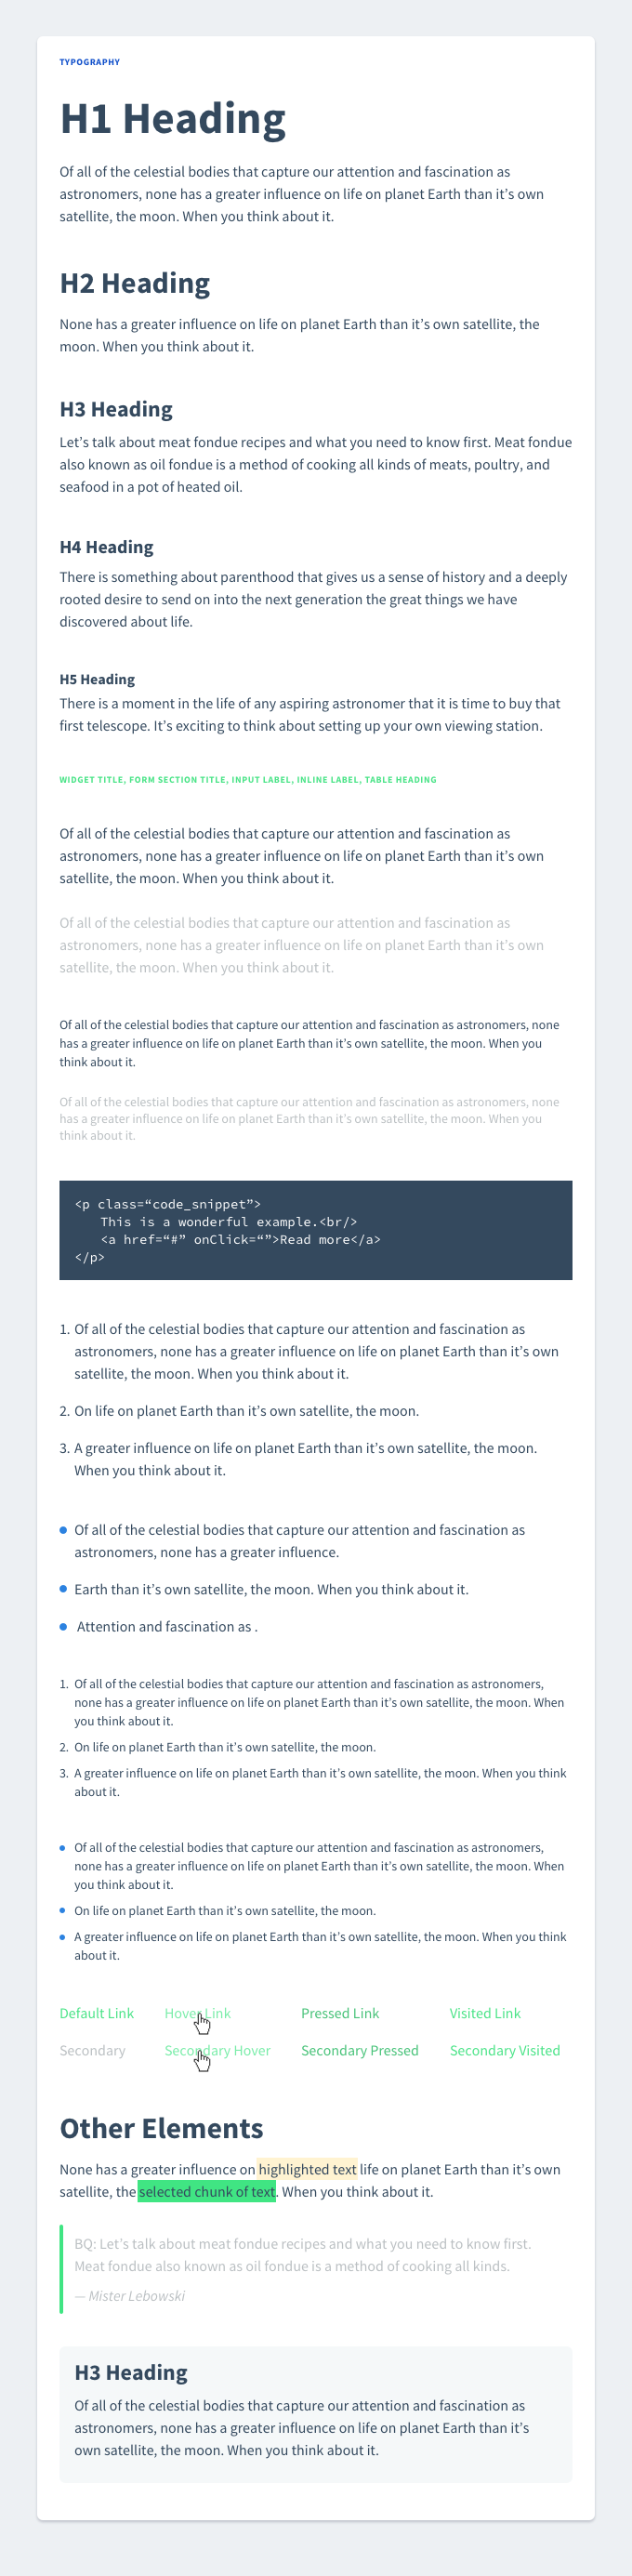 TYPOGRAPHY
H1 Heading
Of all of the celestial bodies that capture our attention and fascination as
astronomers, none has a greater influence on life on planet Earth than it’s own
satellite, the moon. When you think about it.
H2 Heading
None has a greater influence on life on planet Earth than it’s own satellite, the
moon. When you think about it.
H3 Heading
Let’s talk about meat fondue recipes and what you need to know first. Meat fondue
also known as oil fondue is a method of cooking all kinds of meats, poultry, and
seafood in a pot of heated oil.
H4 Heading
There is something about parenthood that gives us a sense of history and a deeply
rooted desire to send on into the next generation the great things we have
discovered about life.
H5 Heading
There is a moment in the life of any aspiring astronomer that it is time to buy that
first telescope. It’s exciting to think about setting up your own viewing station.
WIDGET TITLE, FORM SECTION TITLE, INPUT LABEL, INLINE LABEL, TABLE HEADING
Of all of the celestial bodies that capture our attention and fascination as
astronomers, none has a greater influence on life on planet Earth than it’s own
satellite, the moon. When you think about it.
Of all of the celestial bodies that capture our attention and fascination as
astronomers, none has a greater influence on life on planet Earth than it’s own
satellite, the moon. When you think about it.
Of all of the celestial bodies that capture our attention and fascination as astronomers, none
has a greater influence on life on planet Earth than it’s own satellite, the moon. When you
think about it.
Of all of the celestial bodies that capture our attention and fascination as astronomers, none
has a greater influence on life on planet Earth than it’s own satellite, the moon. When you
think about it.
<p class=“code_snippet”>
This is a wonderful example.<br/>
<a href=“#” onClick=“”>Read more</a>
</p>
1. Of all of the celestial bodies that capture our attention and fascination as
astronomers, none has a greater influence on life on planet Earth than it’s own
satellite, the moon. When you think about it.
2. On life on planet Earth than it’s own satellite, the moon.
3. A greater influence on life on planet Earth than it’s own satellite, the moon.
When you think about it.
• Of all of the celestial bodies that capture our attention and fascination as
astronomers, none has a greater influence.
• Earth than it’s own satellite, the moon. When you think about it.
• Attention and fascination as .
1. Of all of the celestial bodies that capture our attention and fascination as astronomers,
none has a greater influence on life on planet Earth than it’s own satellite, the moon. When
you think about it.
2. On life on planet Earth than it’s own satellite, the moon.
3. A greater influence on life on planet Earth than it’s own satellite, the moon. When you think
about it.
• Of all of the celestial bodies that capture our attention and fascination as astronomers,
none has a greater influence on life on planet Earth than it’s own satellite, the moon. When
you think about it.
• On life on planet Earth than it’s own satellite, the moon.
• A greater influence on life on planet Earth than it’s own satellite, the moon. When you think
about it.
Default Link Hover Link Pressed Link Visited Link
Secondary Secondary Hover Secondary Pressed Secondary Visited
Other Elements
None has a greater influence on highlighted text life on planet Earth than it’s own
satellite, the selected chunk of text. When you think about it.
BQ: Let’s talk about meat fondue recipes and what you need to know first.
Meat fondue also known as oil fondue is a method of cooking all kinds.
— Mister Lebowski
H3 Heading
Of all of the celestial bodies that capture our attention and fascination as
astronomers, none has a greater influence on life on planet Earth than it’s
own satellite, the moon. When you think about it.